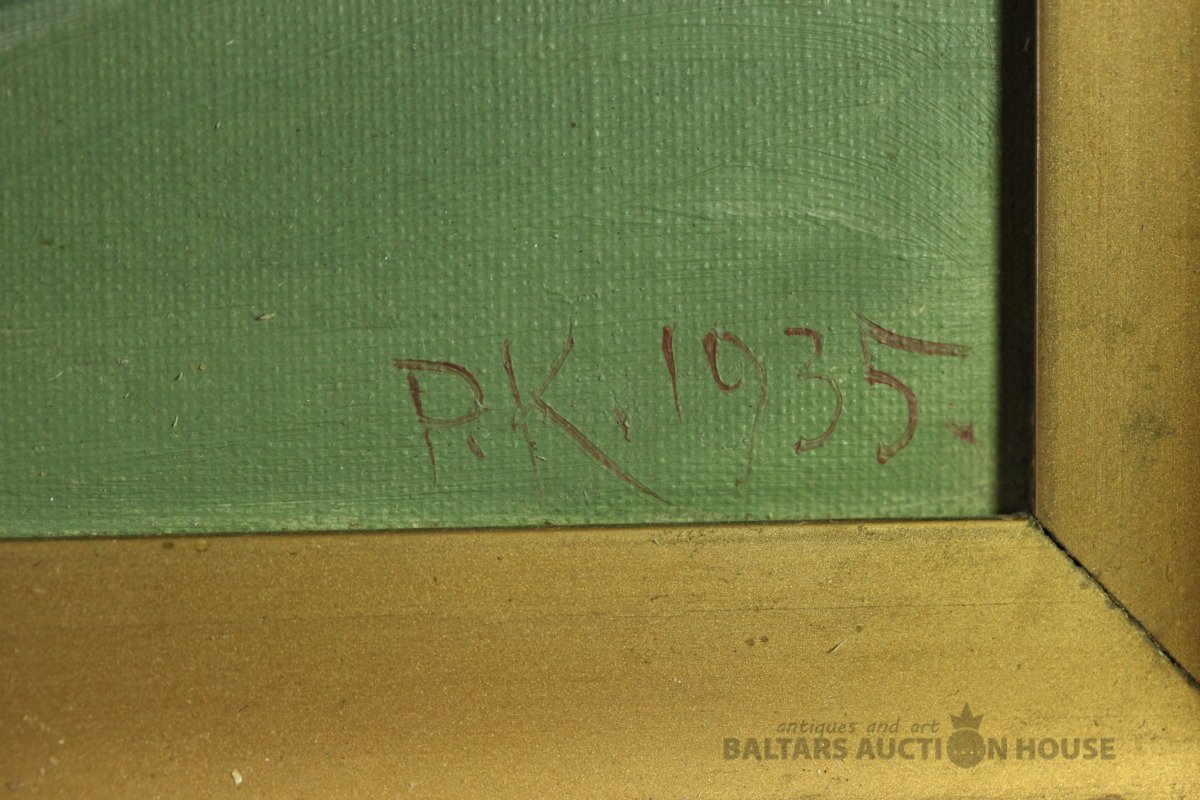 P.K. 1935.
antiques and art
BALTARS AUCTION HOUSE